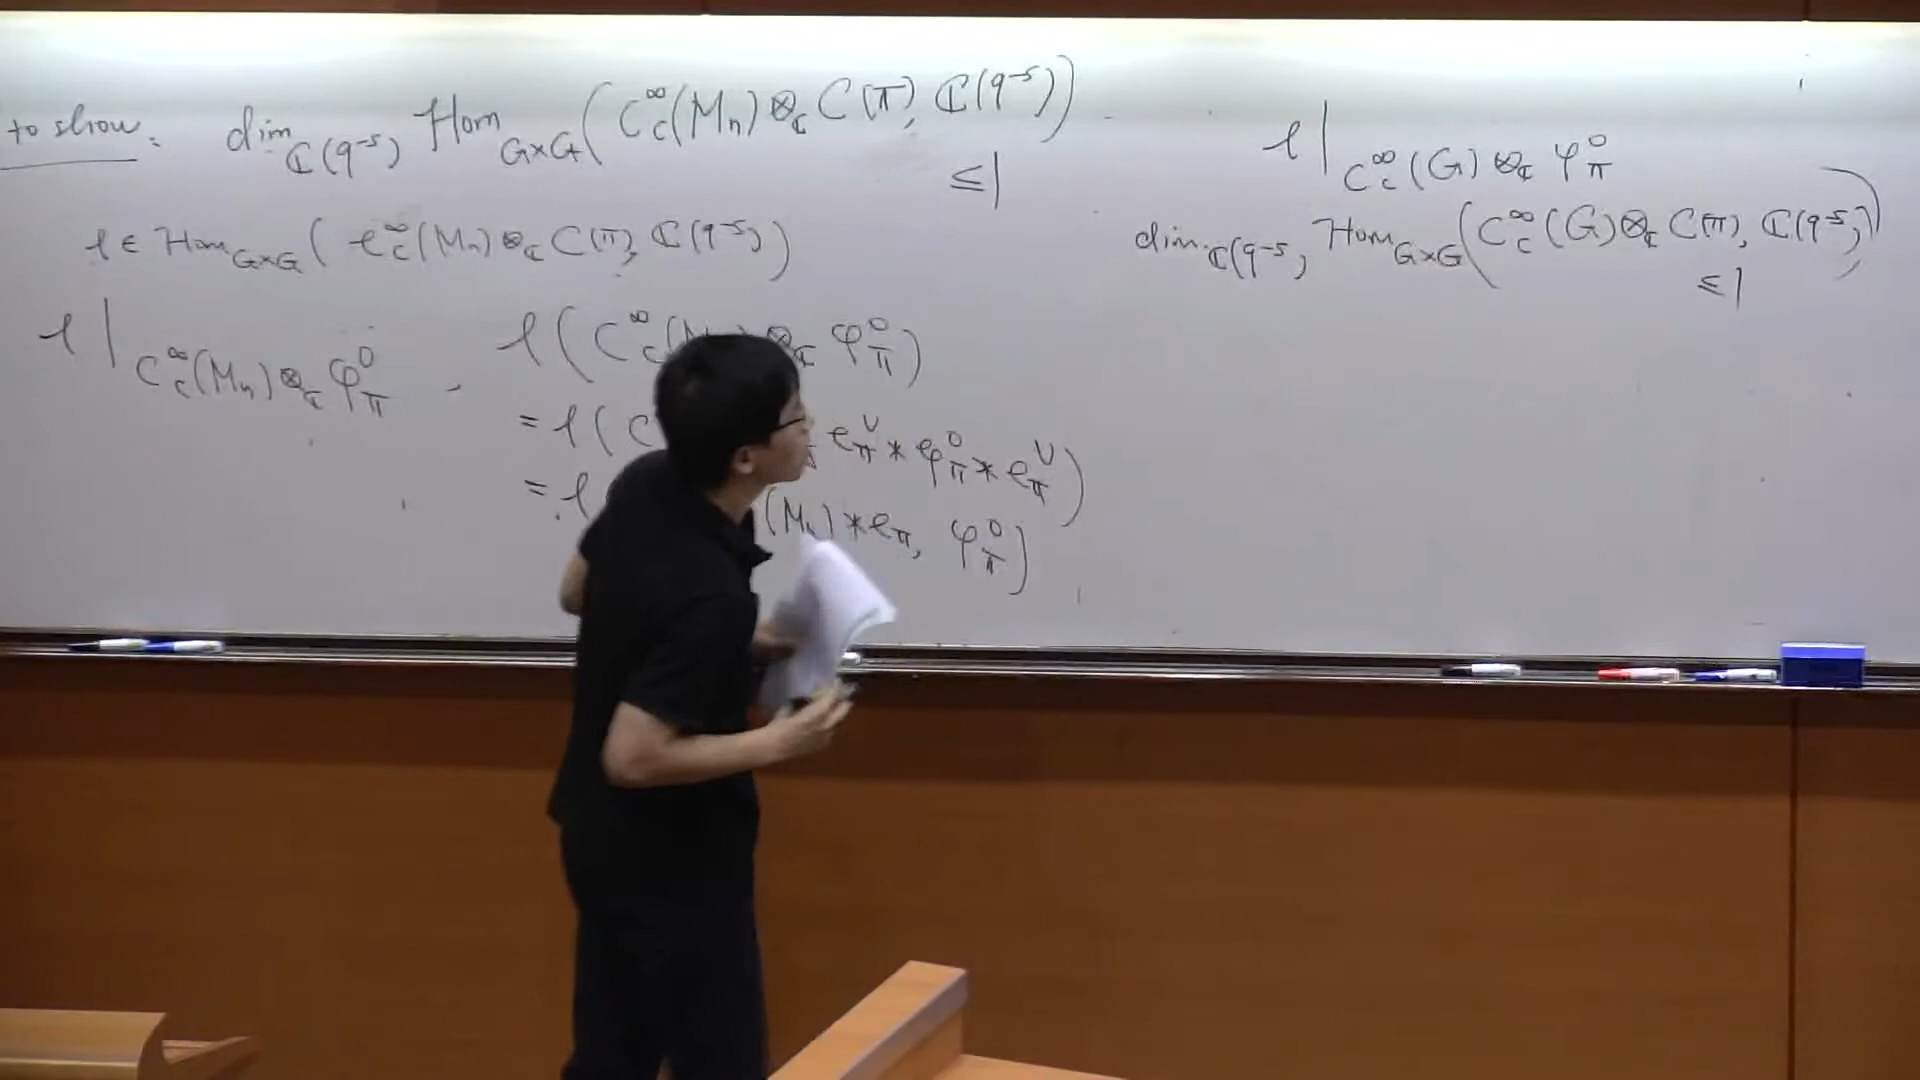 to show: dim_{ℂ(q^{-s})} Hom_{G×G}(C_c^∞(M_n) ⊗_ℂ C(π), ℂ(q^{-s}))
≤ 1
l ∈ Hom_{G×G}(C_c^∞(M_n) ⊗_ℂ C(π), ℂ(q^{-s}))
l|_{C_c^∞(M_n) ⊗_ℂ φ_π^0}
l(C_c^∞(M ) ⊗_ℂ φ_π^0)
= l(C e_π^∨ * φ_π^0 * e_π^∨)
= l (M_n) * e_π, φ_π^0)
l|_{C_c^∞(G) ⊗_ℂ φ_π^0}
dim_{ℂ(q^{-s})} Hom_{G×G}(C_c^∞(G) ⊗_ℂ C(π), ℂ(q^{-s}))
≤ 1